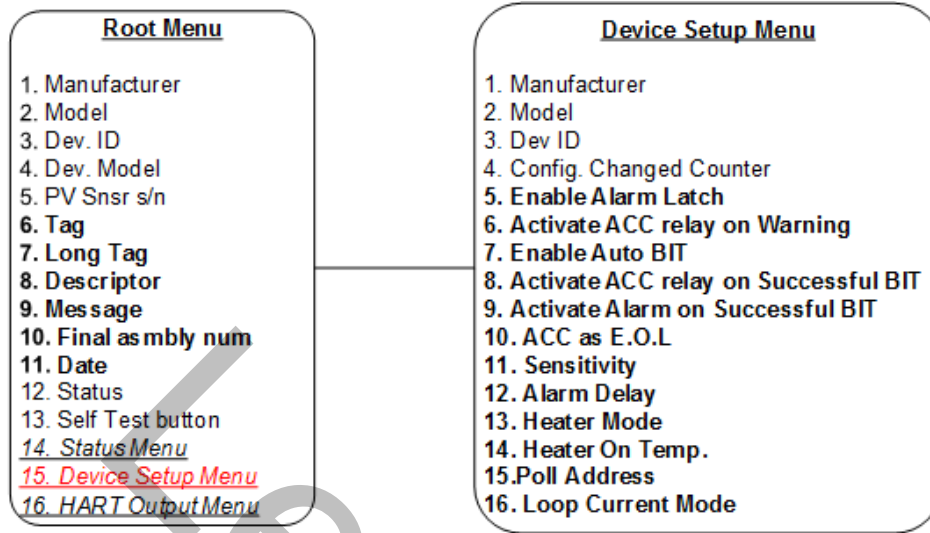 Root Menu
1. Manufacturer
2. Model
3. Dev. ID
4. Dev. Model
5. PV Snsr s/n
6. Tag
7. Long Tag
8. Descriptor
9. Message
10. Final asmbly num
11. Date
12. Status
13. Self Test button
14. Status Menu
15. Device Setup Menu
16. HART Output Menu
Device Setup Menu
1. Manufacturer
2. Model
3. Dev ID
4. Config. Changed Counter
5. Enable Alarm Latch
6. Activate ACC relay on Warning
7. Enable Auto BIT
8. Activate ACC relay on Successful BIT
9. Activate Alarm on Successful BIT
10. ACC as E.O.L
11. Sensitivity
12. Alarm Delay
13. Heater Mode
14. Heater On Temp.
15.Poll Address
16. Loop Current Mode